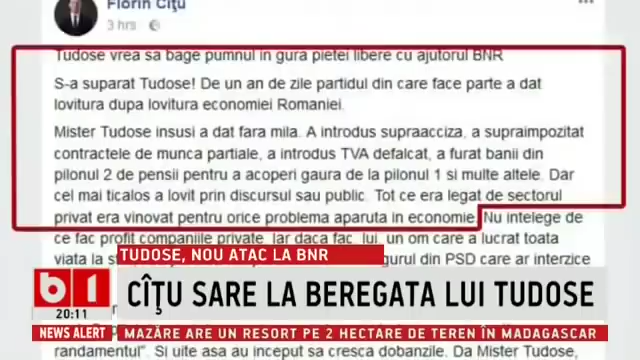 Florin Cîțu
3 hrs
Tudose vrea sa bage pumnul in gura pietei libere cu ajutorul BNR
S-a suparat Tudose! De un an de zile partidul din care face parte a dat
lovitura dupa lovitura economiei Romaniei.
Mister Tudose insusi a dat fara mila. A introdus supraacciza, a supraimpozitat
contractele de munca partiale, a introdus TVA defalcat, a furat banii din
pilonul 2 de pensii pentru a acoperi gaura de la pilonul 1 si multe altele. Dar
cel mai ticalos a lovit prin discursul sau public. Tot ce era legat de sectorul
privat era vinovat pentru orice problema aparuta in economie. Nu intelege de
ce fac profit companiile private. Iar daca fac, lui, un om care a lucrat toata
viata la
gurul din PSD care ar interzice
TUDOSE, NOU ATAC LA BNR
b1
CÎŢU SARE LA BEREGATA LUI TUDOSE
20:11
NEWS ALERT
MAZĂRE ARE UN RESORT PE 2 HECTARE DE TEREN ÎN MADAGASCAR
randamentul". Si uite asa au inceput sa creasca dobanzile. Da Mister Tudose,